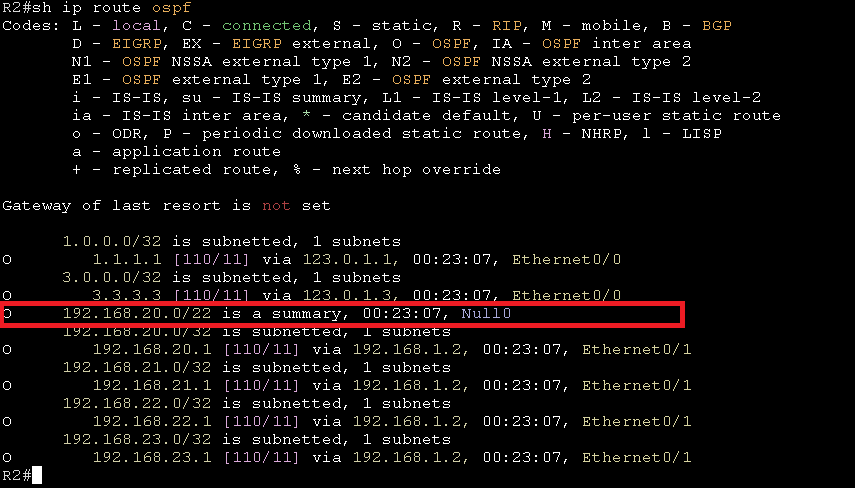 R2#sh ip route ospf
Codes: L - local, C - connected, S - static, R - RIP, M - mobile, B - BGP
       D - EIGRP, EX - EIGRP external, O - OSPF, IA - OSPF inter area
       N1 - OSPF NSSA external type 1, N2 - OSPF NSSA external type 2
       E1 - OSPF external type 1, E2 - OSPF external type 2
       i - IS-IS, su - IS-IS summary, L1 - IS-IS level-1, L2 - IS-IS level-2
       ia - IS-IS inter area, * - candidate default, U - per-user static route
       o - ODR, P - periodic downloaded static route, H - NHRP, l - LISP
       a - application route
       + - replicated route, % - next hop override
Gateway of last resort is not set
      1.0.0.0/32 is subnetted, 1 subnets
O        1.1.1.1 [110/11] via 123.0.1.1, 00:23:07, Ethernet0/0
      3.0.0.0/32 is subnetted, 1 subnets
O        3.3.3.3 [110/11] via 123.0.1.3, 00:23:07, Ethernet0/0
O     192.168.20.0/22 is a summary, 00:23:07, Null0
      192.168.20.0/32 is subnetted, 1 subnets
O        192.168.20.1 [110/11] via 192.168.1.2, 00:23:07, Ethernet0/1
      192.168.21.0/32 is subnetted, 1 subnets
O        192.168.21.1 [110/11] via 192.168.1.2, 00:23:07, Ethernet0/1
      192.168.22.0/32 is subnetted, 1 subnets
O        192.168.22.1 [110/11] via 192.168.1.2, 00:23:07, Ethernet0/1
      192.168.23.0/32 is subnetted, 1 subnets
O        192.168.23.1 [110/11] via 192.168.1.2, 00:23:07, Ethernet0/1
R2#